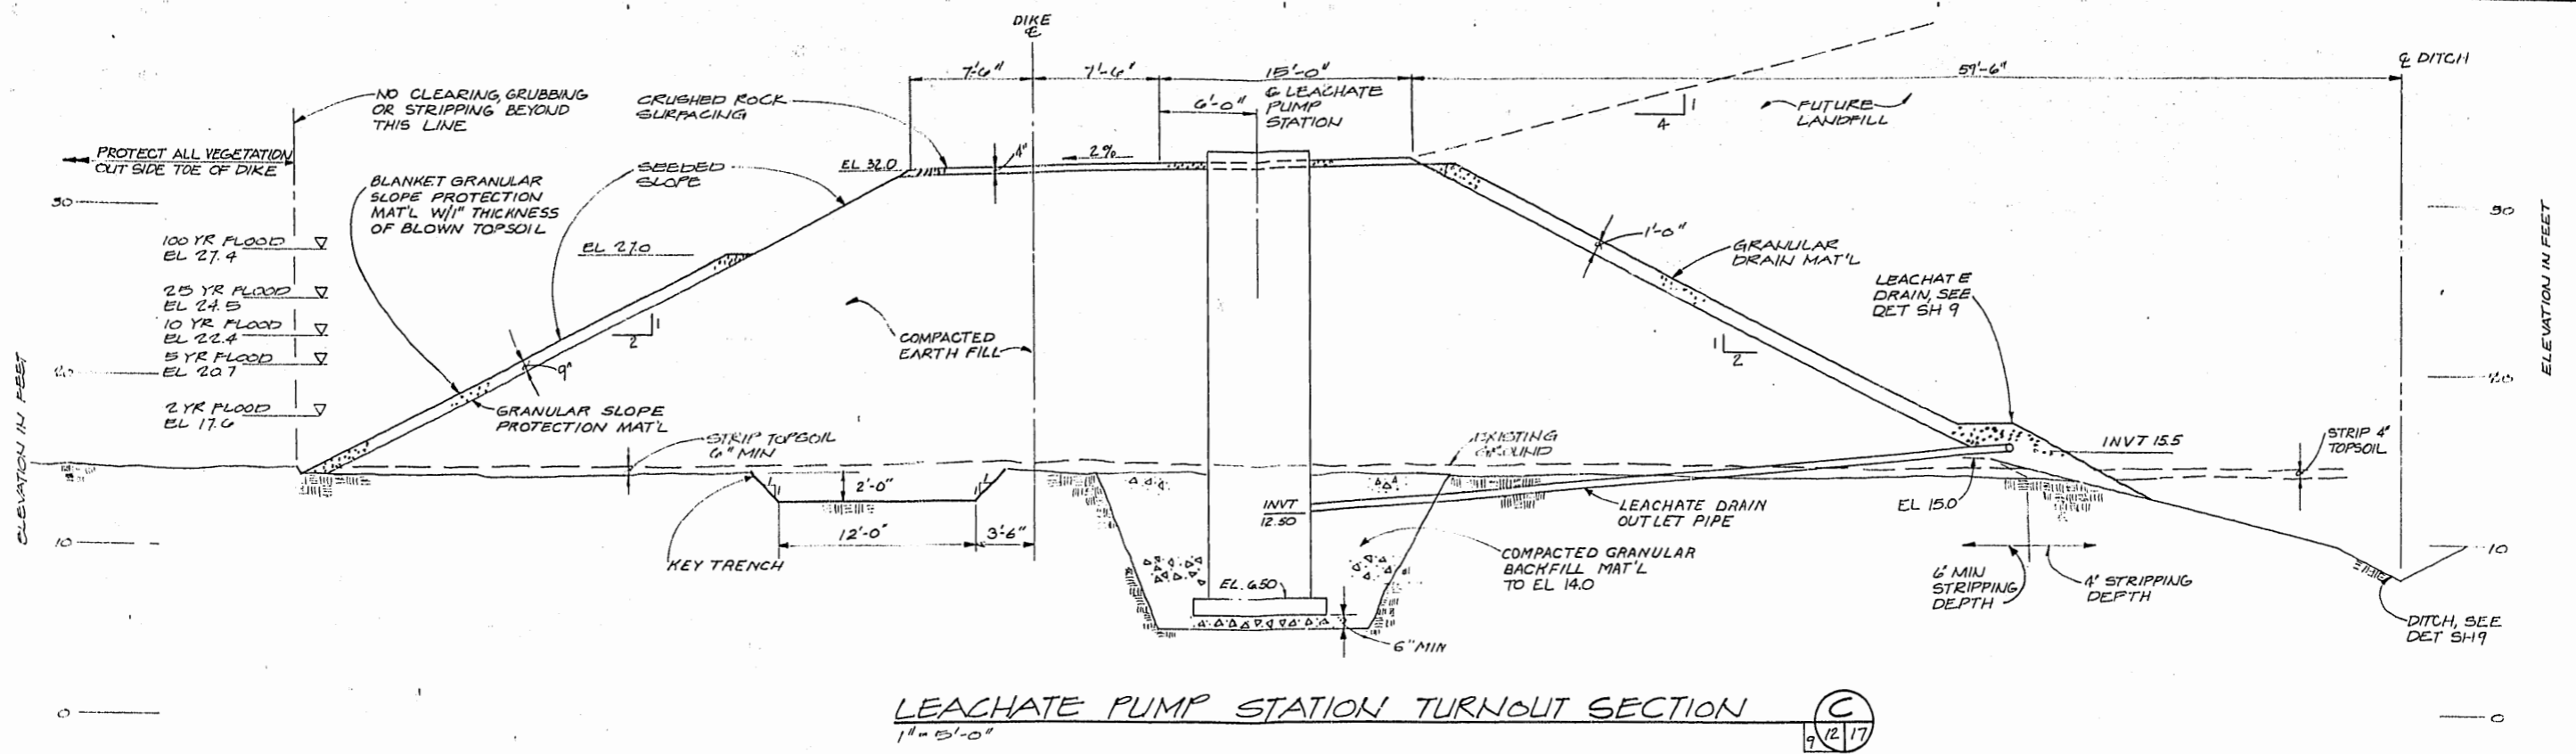 DIKE
℄
7'-6"
7'-6"
15'-0"
59'-6"
℄ DITCH
6'-0"
℄ LEACHATE
PUMP
STATION
NO CLEARING, GRUBBING
OR STRIPPING BEYOND
THIS LINE
CRUSHED ROCK
SURFACING
1
4
FUTURE
LANDFILL
PROTECT ALL VEGETATION
OUT SIDE TOE OF DIKE
SEEDED
SLOPE
EL 32.0
4"
2%
BLANKET GRANULAR
SLOPE PROTECTION
MAT'L W/1" THICKNESS
OF BLOWN TOPSOIL
30
30
100 YR FLOOD
EL 27.4
EL 27.0
1'-0"
GRANULAR
DRAIN MAT'L
25 YR FLOOD
EL 24.5
LEACHATE
DRAIN, SEE
DET SH 9
10 YR FLOOD
EL 22.4
1
2
COMPACTED
EARTH FILL
1
2
5 YR FLOOD
EL 20.7
20
20
9"
2 YR FLOOD
EL 17.6
GRANULAR SLOPE
PROTECTION MAT'L
STRIP TOPSOIL
6" MIN
EXISTING
GROUND
INVT 15.5
STRIP 4"
TOPSOIL
ELEVATION IN FEET
ELEVATION IN FEET
1
1
2'-0"
1
1
INVT
12.50
LEACHATE DRAIN
OUTLET PIPE
EL 15.0
10
12'-0"
3'-6"
10
KEY TRENCH
COMPACTED GRANULAR
BACKFILL MAT'L
TO EL 14.0
EL. 6.50
6" MIN
STRIPPING
DEPTH
4" STRIPPING
DEPTH
6" MIN
DITCH, SEE
DET SH 9
0
0
LEACHATE PUMP STATION TURNOUT SECTION
1" = 5'-0"
C
9 12 17